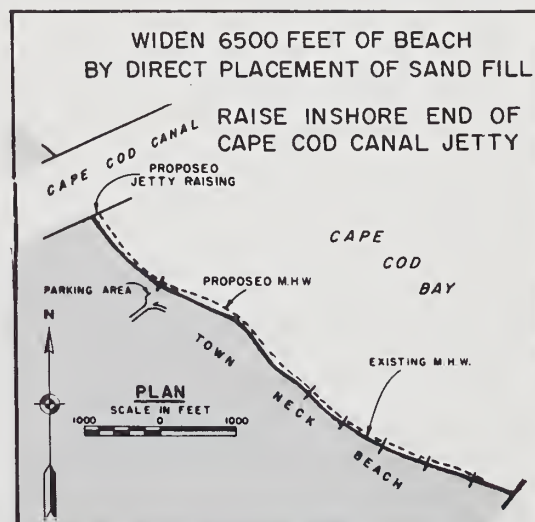 WIDEN 6500 FEET OF BEACH
BY DIRECT PLACEMENT OF SAND FILL
RAISE INSHORE END OF
CAPE COD CANAL JETTY
CAPE COD CANAL
PROPOSED
JETTY RAISING
CAPE
COD
BAY
PROPOSED M.H.W
PARKING AREA
N
TOWN
NECK
BEACH
EXISTING M.H.W.
PLAN
SCALE IN FEET
1000 0 1000